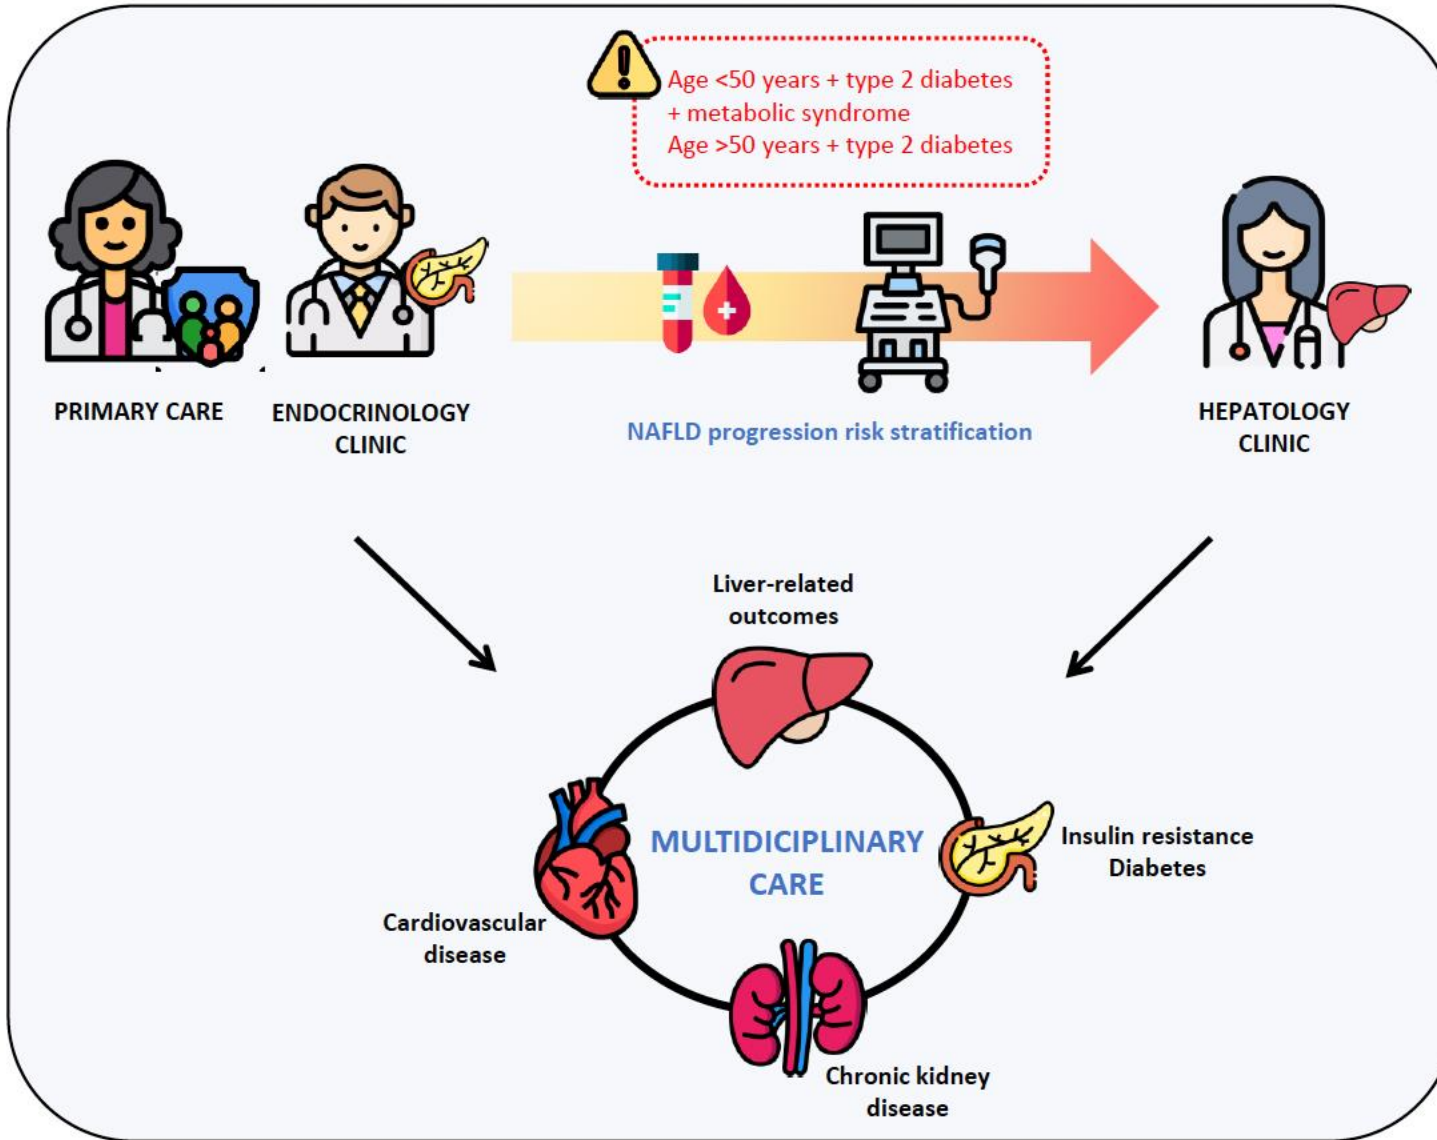 Age <50 years + type 2 diabetes
+ metabolic syndrome
Age >50 years + type 2 diabetes
PRIMARY CARE
ENDOCRINOLOGY
CLINIC
NAFLD progression risk stratification
HEPATOLOGY
CLINIC
Liver-related
outcomes
MULTIDICIPLINARY
CARE
Insulin resistance
Diabetes
Cardiovascular
disease
Chronic kidney
disease